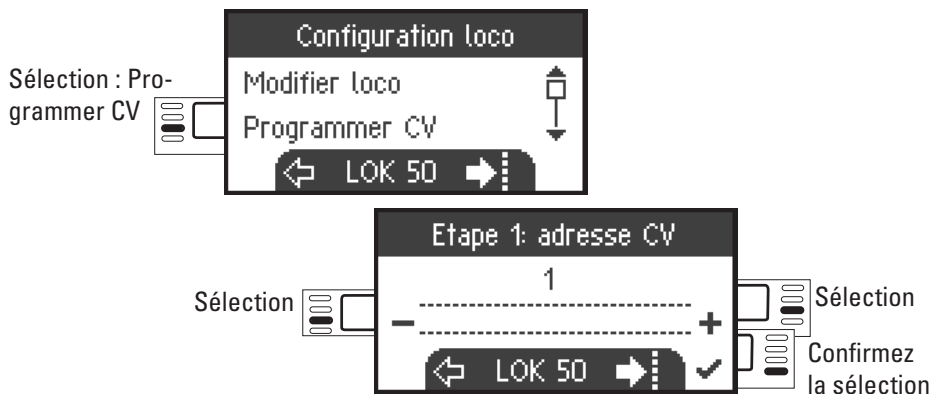 Configuration loco
Sélection : Pro-
grammer CV
Modifier loco
Programmer CV
LOK 50
Etape 1: adresse CV
1
Sélection
Sélection
− +
LOK 50
Confirmez
la sélection